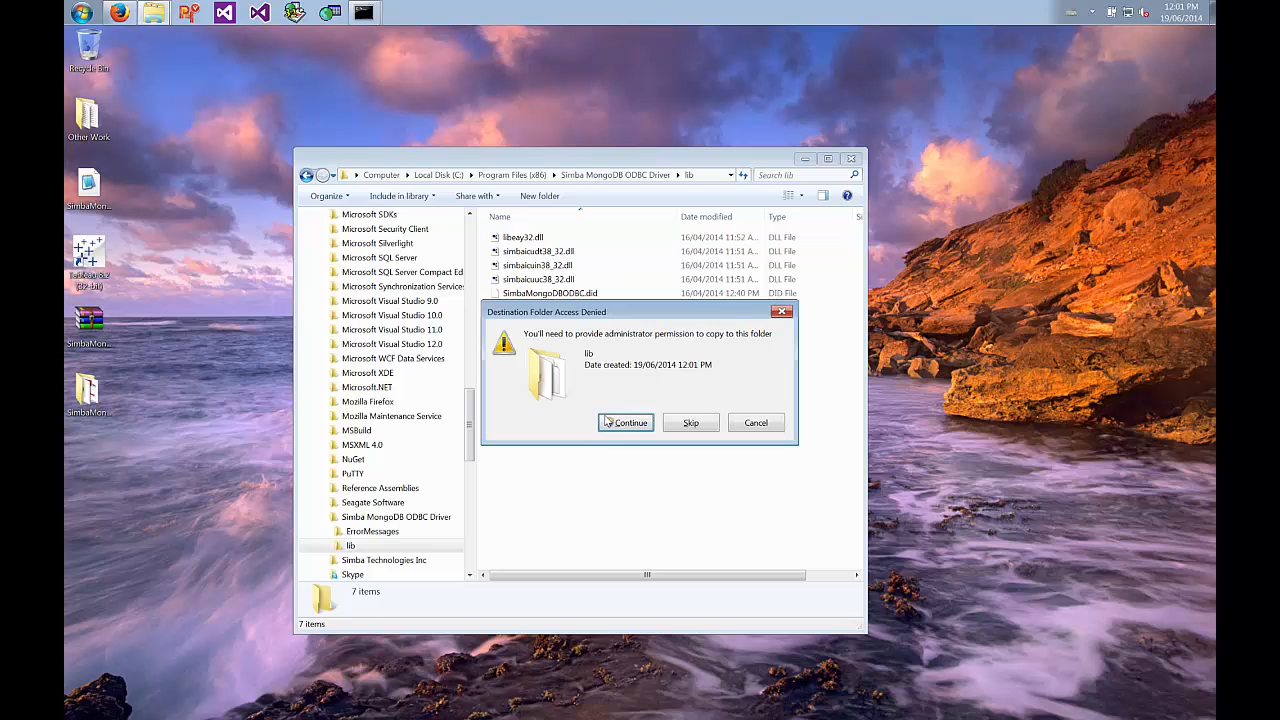 12:01 PM
19/06/2014
Recycle Bin
Other Work
SimbaMon...
Tableau 8.2
(32-bit)
SimbaMon...
SimbaMon...
Computer Local Disk (C:) Program Files (x86) Simba MongoDB ODBC Driver lib
Search lib
Organize Include in library Share with New folder
Name Date modified Type Si
Microsoft SDKs
Microsoft Security Client
Microsoft Silverlight
Microsoft SQL Server
Microsoft SQL Server Compact Ed
Microsoft Synchronization Services
Microsoft Visual Studio 9.0
Microsoft Visual Studio 10.0
Microsoft Visual Studio 11.0
Microsoft Visual Studio 12.0
Microsoft WCF Data Services
Microsoft XDE
Microsoft.NET
Mozilla Firefox
Mozilla Maintenance Service
MSBuild
MSXML 4.0
NuGet
PuTTY
Reference Assemblies
Seagate Software
Simba MongoDB ODBC Driver
ErrorMessages
lib
Simba Technologies Inc
Skype
libeay32.dll 16/04/2014 11:52 A... DLL File
simbaicudt38_32.dll 16/04/2014 11:51 A... DLL File
simbaicuin38_32.dll 16/04/2014 11:51 A... DLL File
simbaicuuc38_32.dll 16/04/2014 11:51 A... DLL File
SimbaMongoDBODBC.did 16/04/2014 12:40 PM DID File
Destination Folder Access Denied
You'll need to provide administrator permission to copy to this folder
lib
Date created: 19/06/2014 12:01 PM
Continue Skip Cancel
7 items
7 items